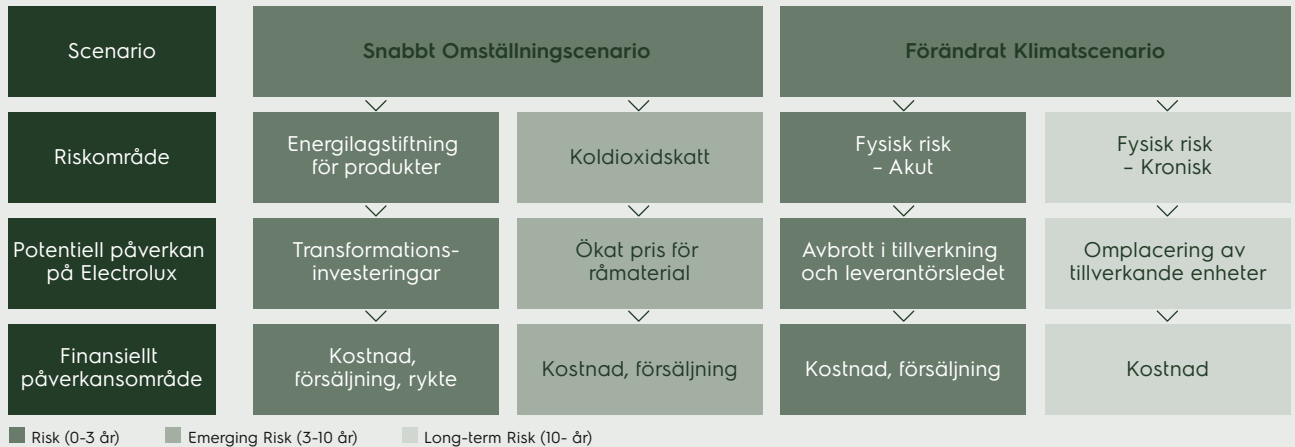 Scenario
Snabbt Omställningscenario
Förändrat Klimatscenario
Riskområde
Energilagstiftning
för produkter
Koldioxidskatt
Fysisk risk
– Akut
Fysisk risk
– Kronisk
Potentiell påverkan
på Electrolux
Transformations-
investeringar
Ökat pris för
råmaterial
Avbrott i tillverkning
och leverantörsledet
Omplacering av
tillverkande enheter
Finansiellt
påverkansområde
Kostnad,
försäljning, rykte
Kostnad, försäljning
Kostnad, försäljning
Kostnad
Risk (0-3 år)
Emerging Risk (3-10 år)
Long-term Risk (10- år)